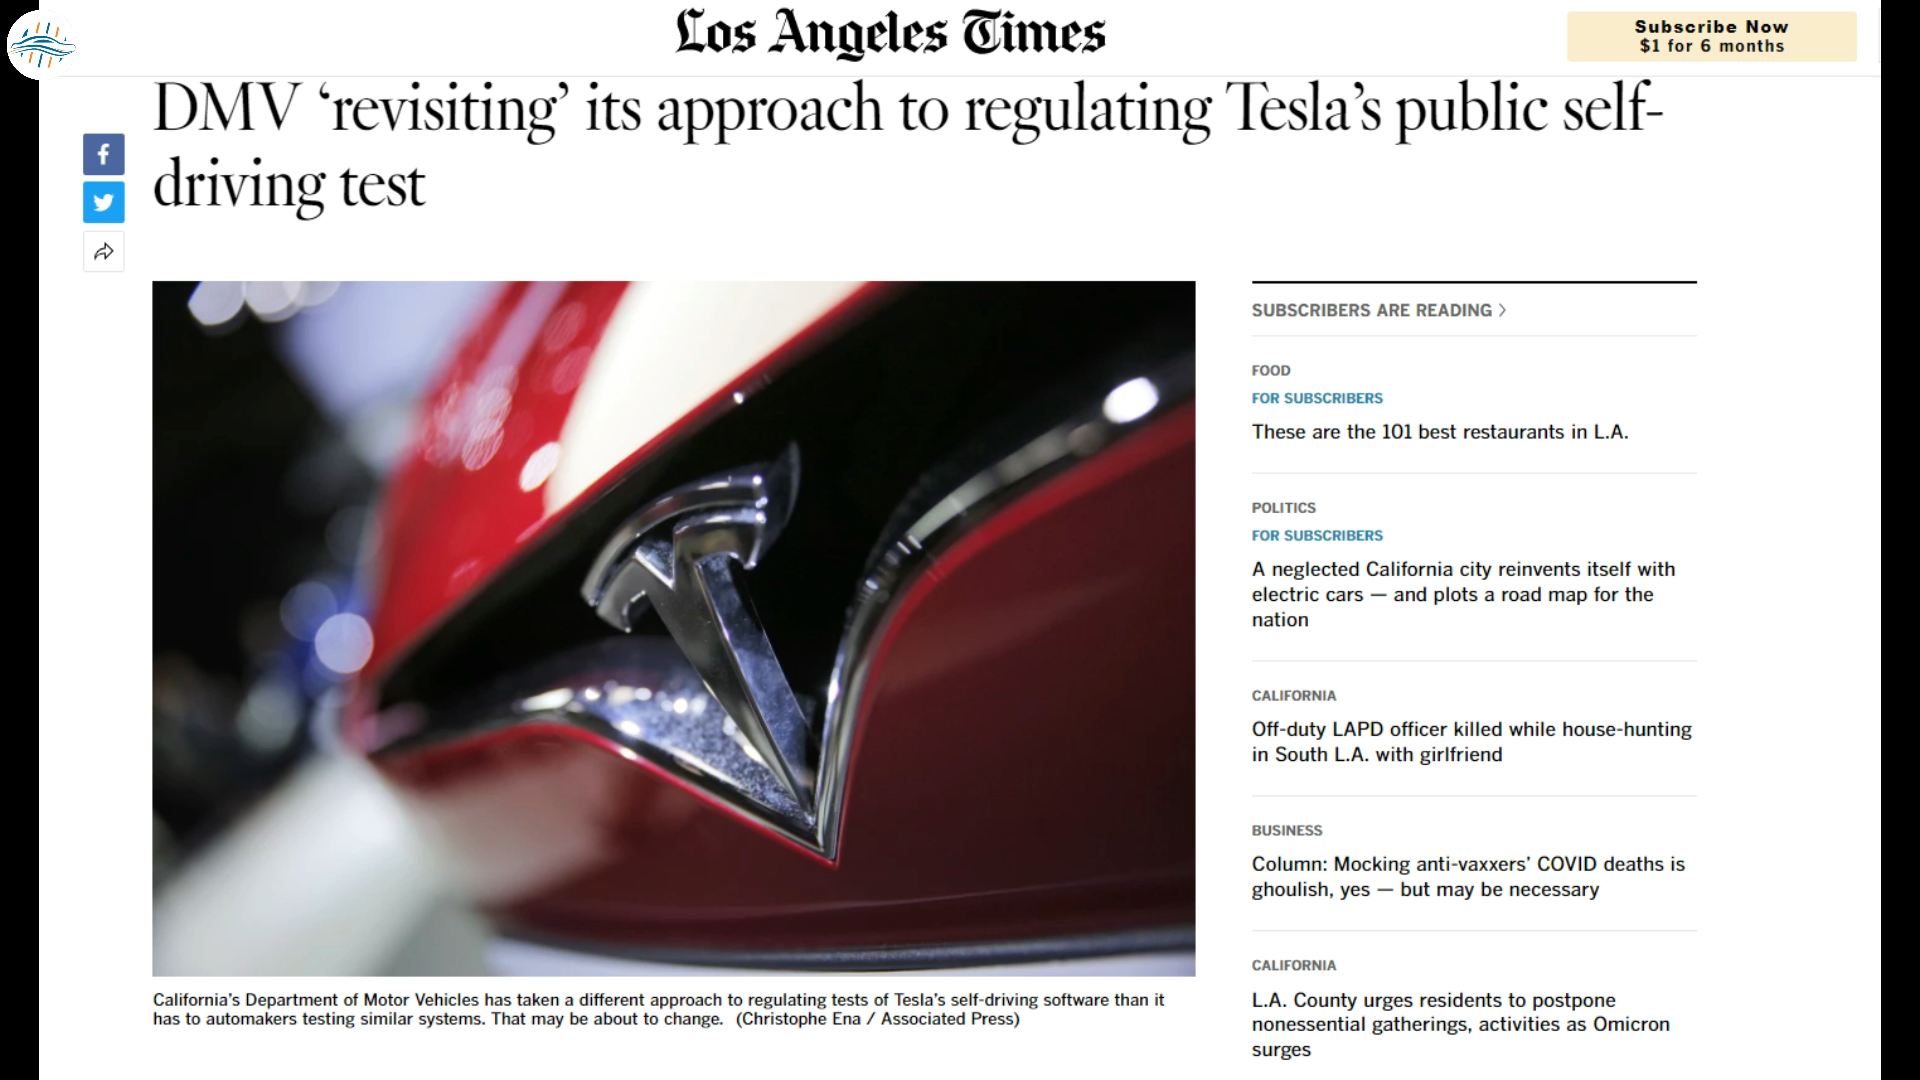 Los Angeles Times
Subscribe Now
$1 for 6 months
DMV ‘revisiting’ its approach to regulating Tesla’s public self-
driving test
SUBSCRIBERS ARE READING
FOOD
FOR SUBSCRIBERS
These are the 101 best restaurants in L.A.
POLITICS
FOR SUBSCRIBERS
A neglected California city reinvents itself with
electric cars — and plots a road map for the
nation
CALIFORNIA
Off-duty LAPD officer killed while house-hunting
in South L.A. with girlfriend
BUSINESS
Column: Mocking anti-vaxxers’ COVID deaths is
ghoulish, yes — but may be necessary
CALIFORNIA
L.A. County urges residents to postpone
nonessential gatherings, activities as Omicron
surges
California’s Department of Motor Vehicles has taken a different approach to regulating tests of Tesla’s self-driving software than it
has to automakers testing similar systems. That may be about to change. (Christophe Ena / Associated Press)